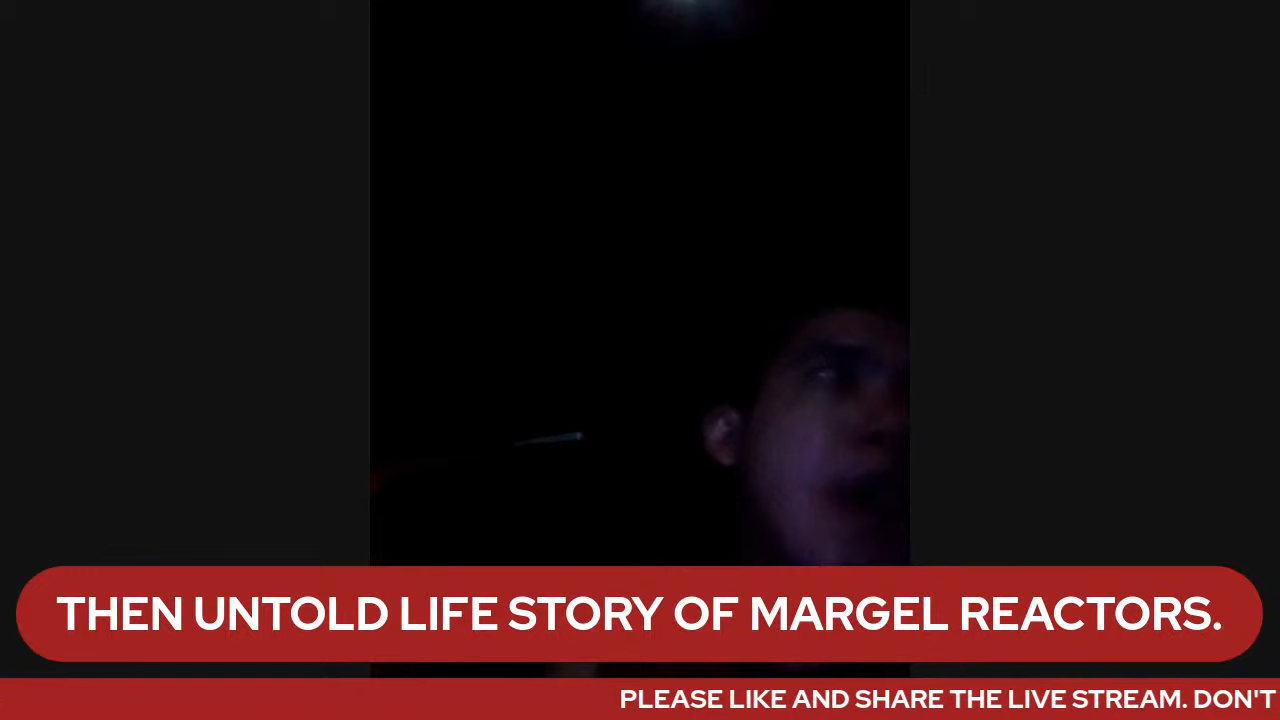 THEN UNTOLD LIFE STORY OF MARGEL REACTORS.
PLEASE LIKE AND SHARE THE LIVE STREAM. DON'T